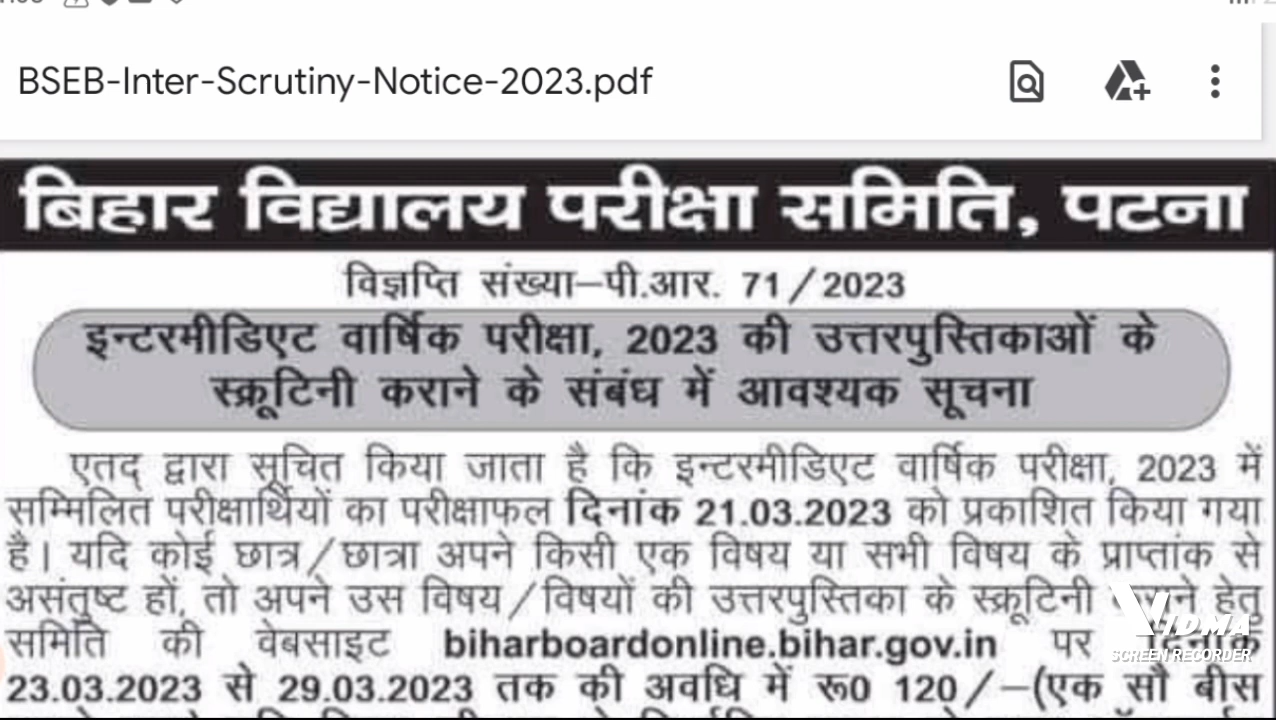 BSEB-Inter-Scrutiny-Notice-2023.pdf
बिहार विद्यालय परीक्षा समिति, पटना
विज्ञप्ति संख्या–पी.आर. 71/2023
इन्टरमीडिएट वार्षिक परीक्षा, 2023 की उत्तरपुस्तिकाओं के
स्क्रूटिनी कराने के संबंध में आवश्यक सूचना
एतद् द्वारा सूचित किया जाता है कि इन्टरमीडिएट वार्षिक परीक्षा, 2023 में
सम्मिलित परीक्षार्थियों का परीक्षाफल दिनांक 21.03.2023 को प्रकाशित किया गया
है। यदि कोई छात्र/छात्रा अपने किसी एक विषय या सभी विषय के प्राप्तांक से
असंतुष्ट हों, तो अपने उस विषय/विषयों की उत्तरपुस्तिका के स्क्रूटिनी हेतु
समिति की वेबसाइट biharboardonline.bihar.gov.in पर
23.03.2023 से 29.03.2023 तक की अवधि में रू0 120/–(एक सौ बीस
VIDMA
SCREEN RECORDER